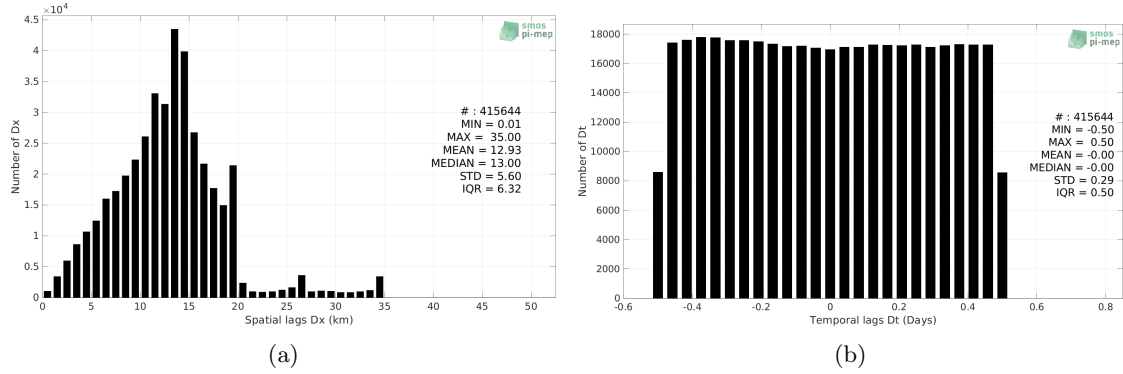 ×10⁴
4.5
4
3.5
3
2.5
2
1.5
1
0.5
0
Number of Dx
0 5 10 15 20 25 30 35 40 45 50
Spatial lags Dx (km)
smos
pi-mep
# : 415644
MIN = 0.01
MAX = 35.00
MEAN = 12.93
MEDIAN = 13.00
STD = 5.60
IQR = 6.32
(a)
18000
16000
14000
12000
10000
8000
6000
4000
2000
0
Number of Dt
-0.6 -0.4 -0.2 0 0.2 0.4 0.6 0.8
Temporal lags Dt (Days)
smos
pi-mep
# : 415644
MIN = -0.50
MAX = 0.50
MEAN = -0.00
MEDIAN = -0.00
STD = 0.29
IQR = 0.50
(b)